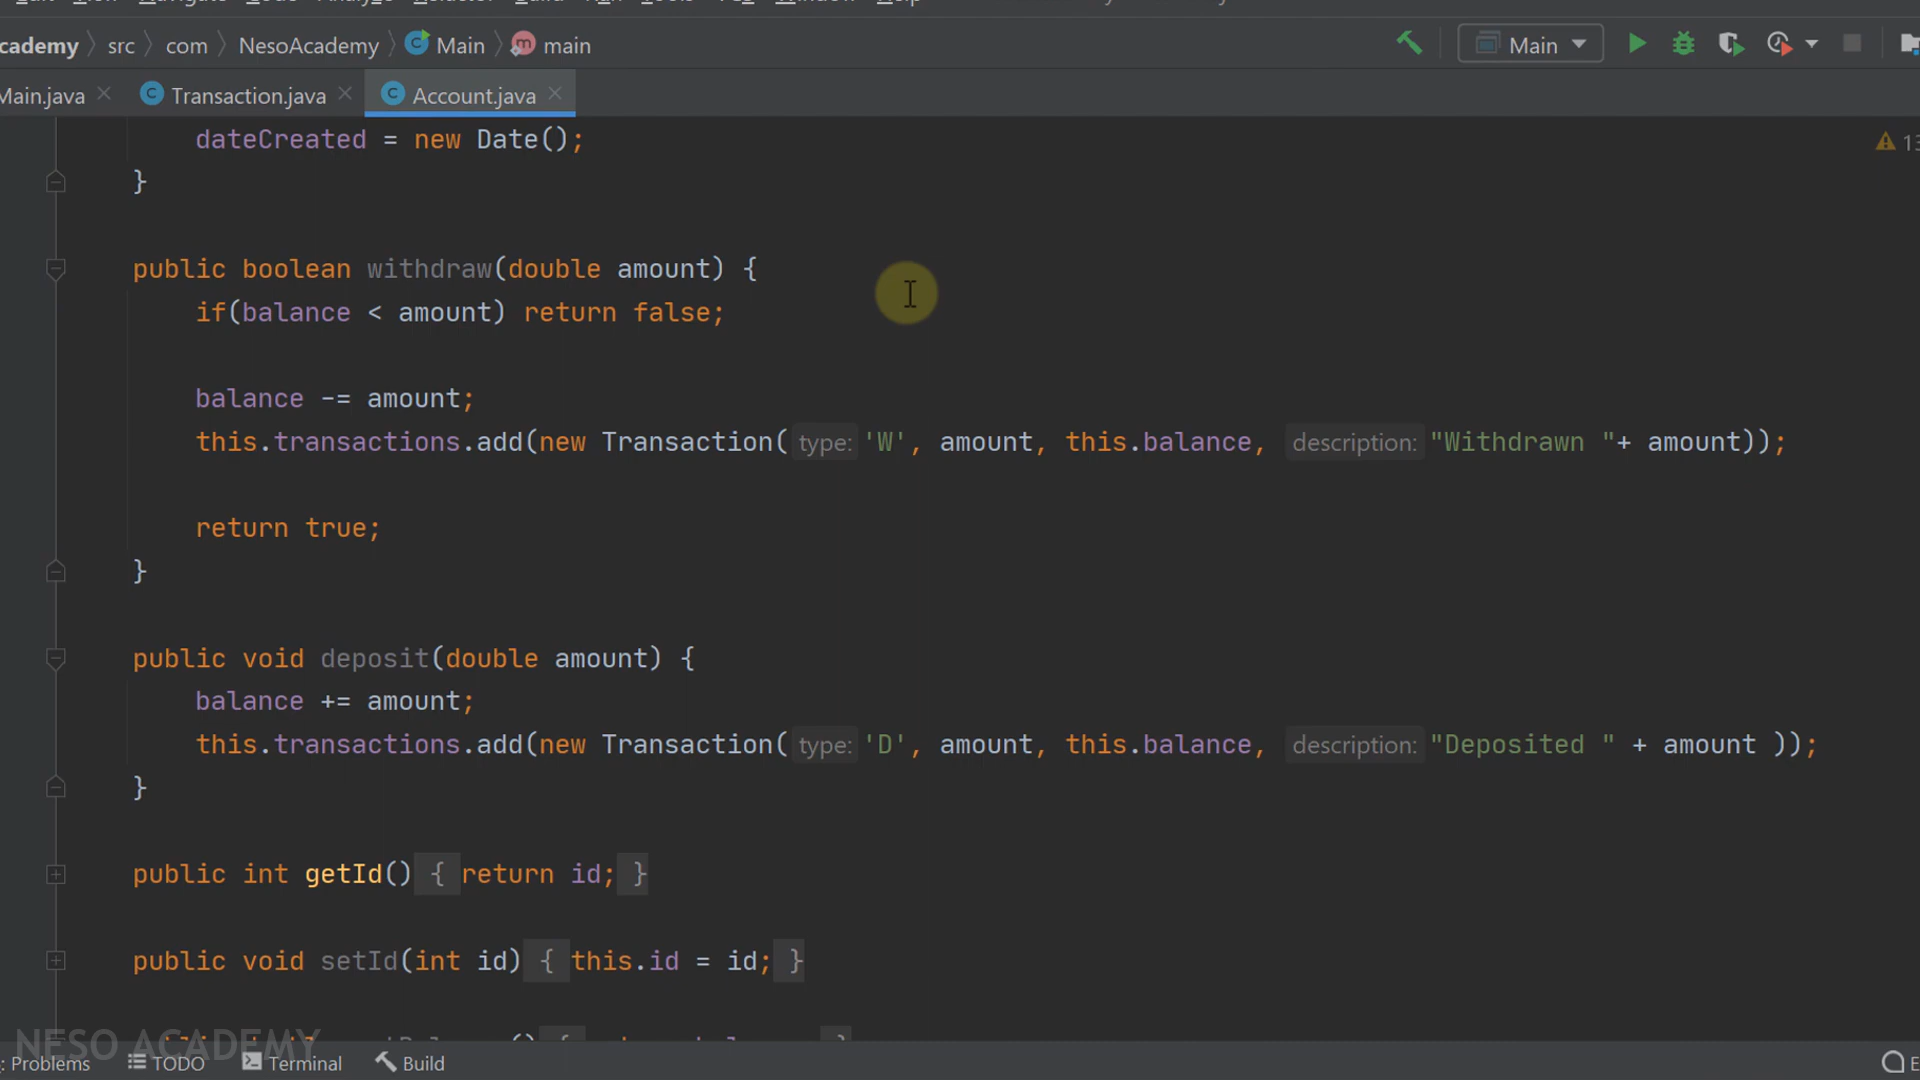 cademy src com NesoAcademy Main main Main
Main.java Transaction.java Account.java
dateCreated = new Date();
}
public boolean withdraw(double amount) {
if(balance < amount) return false;
balance -= amount;
this.transactions.add(new Transaction( type: 'W', amount, this.balance, description: "Withdrawn "+ amount));
return true;
}
public void deposit(double amount) {
balance += amount;
this.transactions.add(new Transaction( type: 'D', amount, this.balance, description: "Deposited " + amount ));
}
public int getId() { return id; }
public void setId(int id) { this.id = id; }
NESO ACADEMY
Problems TODO Terminal Build